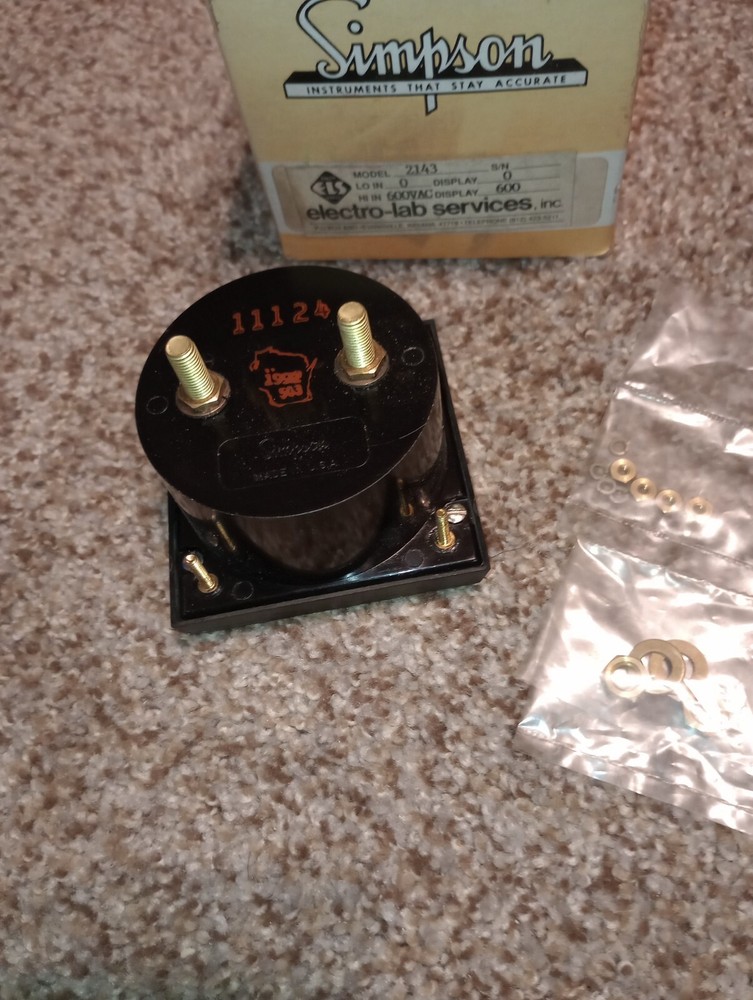 Simpson
INSTRUMENTS THAT STAY ACCURATE
ELS
MODEL 2143 S/N
LO IN 0 DISPLAY 0
HI IN 600VAC DISPLAY 600
electro-lab services, inc.
11124
Simpson
MADE IN U.S.A.